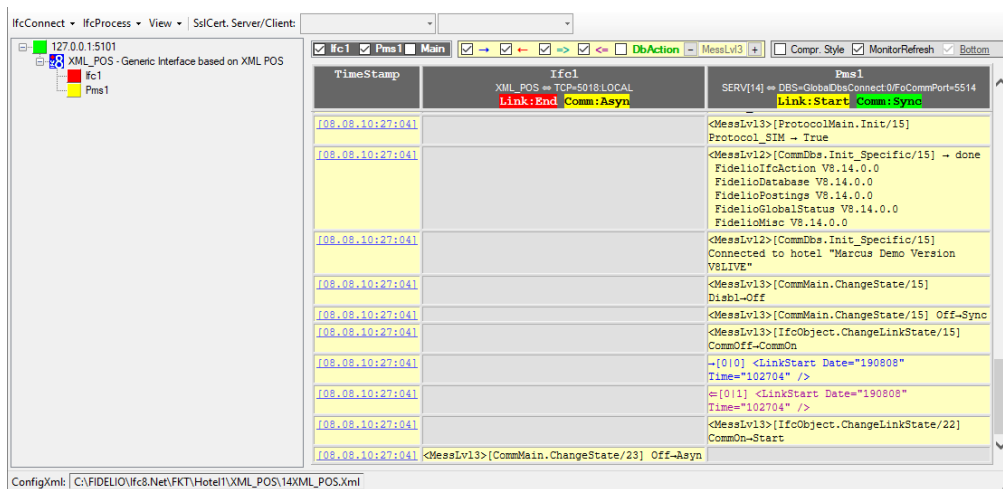 IfcConnect IfcProcess View SslCert. Server/Client:
127.0.0.1:5101
XML_POS - Generic Interface based on XML POS
Ifc1
Pms1
Ifc1 Pms1 Main → ← => <= DbAction - MessLvl3 + Compr. Style MonitorRefresh Bottom
TimeStamp Ifc1 Pms1
XML_POS ⇔ TCP=5018:LOCAL SERV[14] ⇔ DBS=GlobalDbsConnect:0/FoCommPort=5514
Link:End Comm:Asyn Link:Start Comm:Sync
[08.08.10:27:04] <MessLvl3>[ProtocolMain.Init/15]
Protocol_SIM → True
[08.08.10:27:04] <MessLvl2>[CommDbs.Init_Specific/15] → done
FidelioIfcAction V8.14.0.0
FidelioDatabase V8.14.0.0
FidelioPostings V8.14.0.0
FidelioGlobalStatus V8.14.0.0
FidelioMisc V8.14.0.0
[08.08.10:27:04] <MessLvl2>[CommDbs.Init_Specific/15]
Connected to hotel "Marcus Demo Version
V8LIVE"
[08.08.10:27:04] <MessLvl3>[CommMain.ChangeState/15]
Disbl→Off
[08.08.10:27:04] <MessLvl3>[CommMain.ChangeState/15] Off→Sync
[08.08.10:27:04] <MessLvl3>[IfcObject.ChangeLinkState/15]
CommOff→CommOn
[08.08.10:27:04] →[0|0] <LinkStart Date="190808"
Time="102704" />
[08.08.10:27:04] ⇐[0|1] <LinkStart Date="190808"
Time="102704" />
[08.08.10:27:04] <MessLvl3>[IfcObject.ChangeLinkState/22]
CommOn→Start
[08.08.10:27:04] <MessLvl3>[CommMain.ChangeState/23] Off→Asyn
ConfigXml: C:\FIDELIO\Ifc8.Net\FKT\Hotel1\XML_POS\14XML_POS.Xml